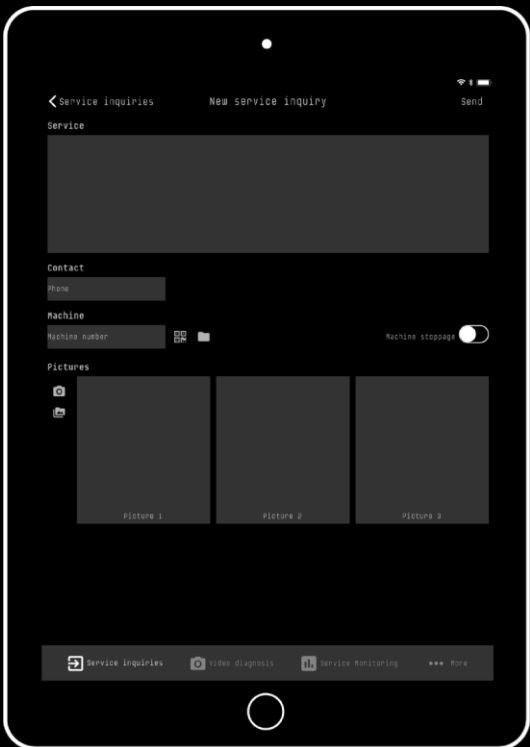 Service inquiries New service inquiry Send
Service
Contact
Phone
Machine
Machine number Machine stoppage
Pictures
Picture 1 Picture 2 Picture 3
Service inquiries Video diagnosis Service Monitoring More